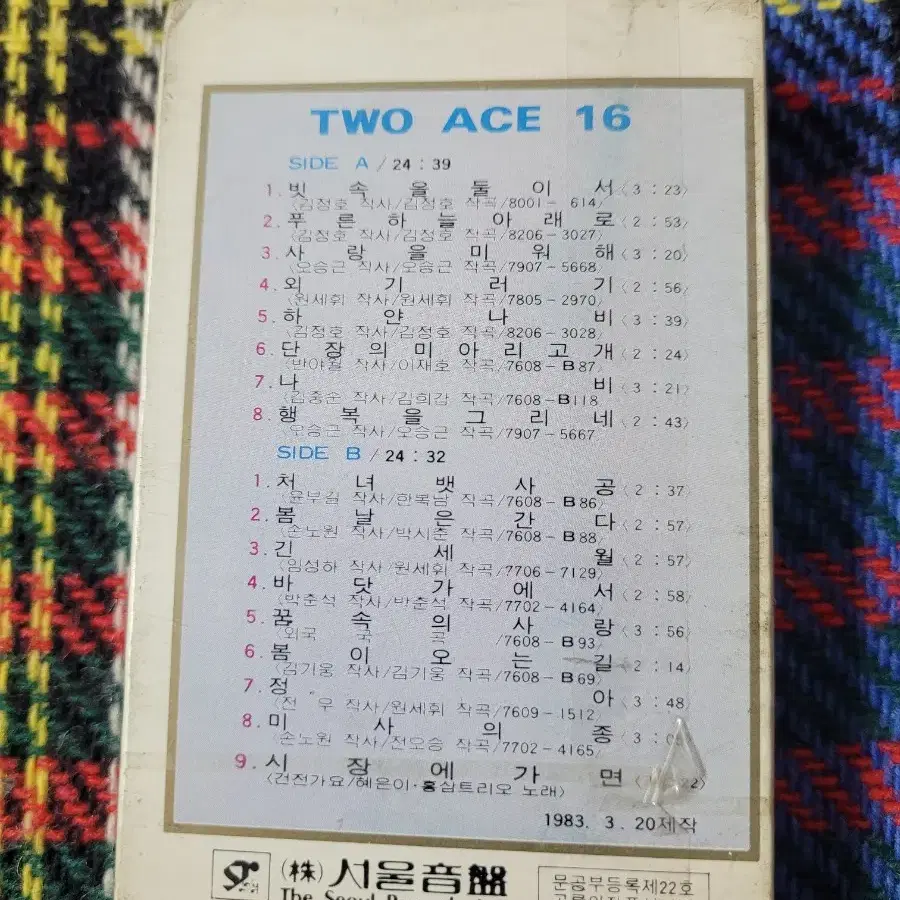 TWO ACE 16
SIDE A / 24 : 39
1. 빗속을둘이서 〈3 : 23〉
〈김정호 작사/김정호 작곡/8001- 614〉
2. 푸른하늘아래로 〈2 : 53〉
〈김정호 작사/김정호 작곡/8206-3027〉
3. 사랑을미워해 〈3 : 20〉
〈오승근 작사/오승근 작곡/7907-5668〉
4. 외기러기 〈2 : 56〉
〈원세휘 작사/원세휘 작곡/7805-2970〉
5. 하얀나비 〈3 : 39〉
〈김정호 작사/김정호 작곡/8206-3028〉
6. 단장의미아리고개 〈2 : 24〉
〈반야월 작사/이재호 작곡/7608-B87〉
7. 나비 〈3 : 21〉
〈김중순 작사/김희갑 작곡/7608-B118〉
8. 행복을그리네 〈2 : 43〉
〈오승근 작사/오승근 작곡/7907-5667〉
SIDE B / 24 : 32
1. 처녀뱃사공 〈2 : 37〉
〈윤부길 작사/한복남 작곡/7608-B86〉
2. 봄날은간다 〈2 : 57〉
〈손노원 작사/박시춘 작곡/7608-B88〉
3. 긴세월 〈2 : 57〉
〈임성하 작사/원세휘 작곡/7706-7129〉
4. 바닷가에서 〈2 : 58〉
〈박춘석 작사/박춘석 작곡/7702-4164〉
5. 꿈속의사랑 〈3 : 56〉
〈외국곡/7608-B93〉
6. 봄이오는길 〈2 : 14〉
〈김기웅 작사/김기웅 작곡/7608-B69〉
7. 정아 〈3 : 48〉
〈전 우 작사/원세휘 작곡/7609-1512〉
8. 미사의종 〈3 :
〈손노원 작사/전오승 작곡/7702-4165〉
9. 시장에가면
〈건전가요/혜은이·홍삼트리오 노래〉
1983. 3. 20제작
(株) 서울音盤
The Seoul
문공부등록제22호